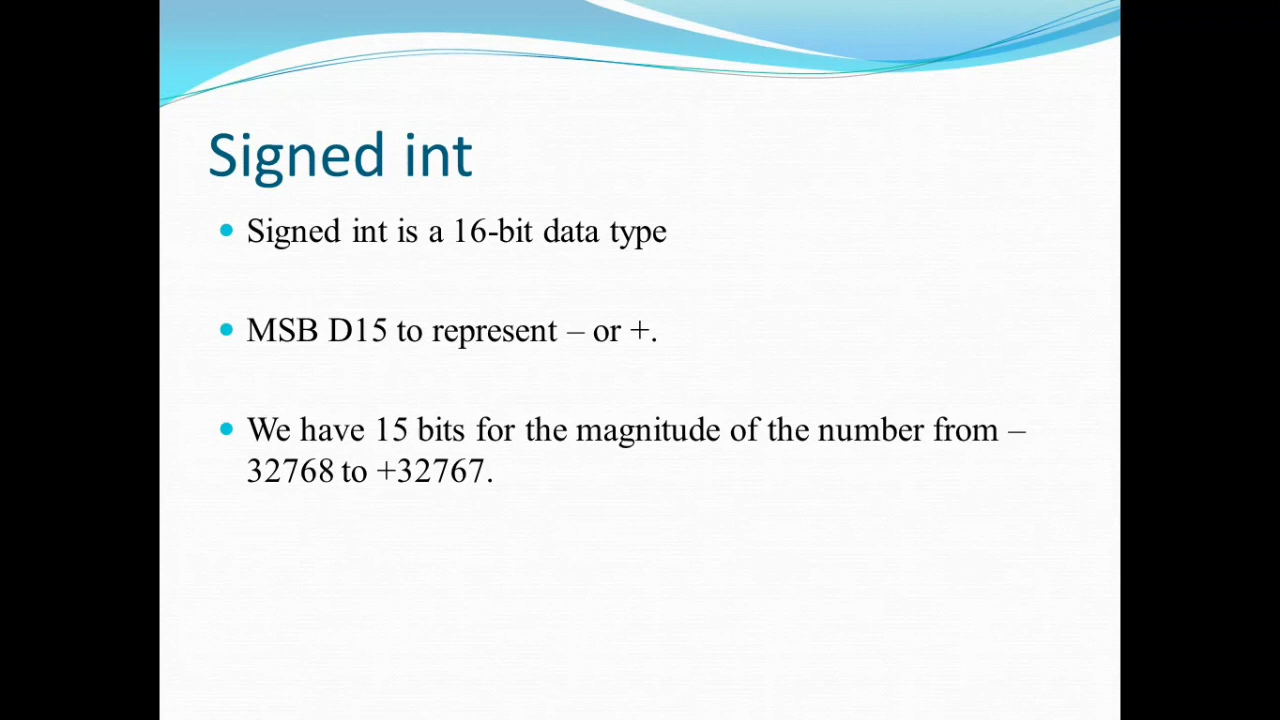 Signed int
Signed int is a 16-bit data type
MSB D15 to represent – or +.
We have 15 bits for the magnitude of the number from –
32768 to +32767.